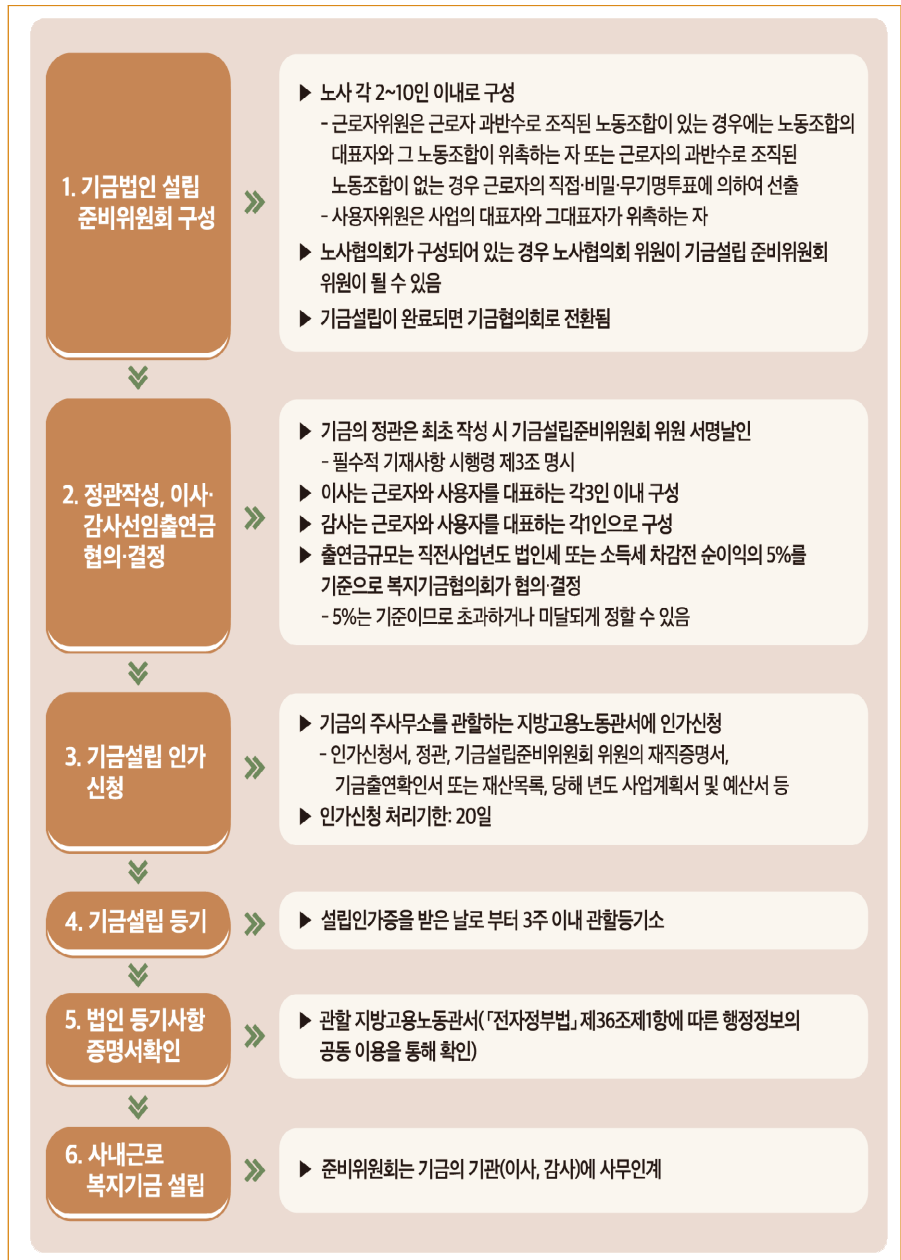 1. 기금법인 설립
준비위원회 구성
▶ 노사 각 2~10인 이내로 구성
- 근로자위원은 근로자 과반수로 조직된 노동조합이 있는 경우에는 노동조합의
대표자와 그 노동조합이 위촉하는 자 또는 근로자의 과반수로 조직된
노동조합이 없는 경우 근로자의 직접·비밀·무기명투표에 의하여 선출
- 사용자위원은 사업의 대표자와 그대표자가 위촉하는 자
▶ 노사협의회가 구성되어 있는 경우 노사협의회 위원이 기금설립 준비위원회
위원이 될 수 있음
▶ 기금설립이 완료되면 기금협의회로 전환됨
2. 정관작성, 이사·
감사선임출연금
협의·결정
▶ 기금의 정관은 최초 작성 시 기금설립준비위원회 위원 서명날인
- 필수적 기재사항 시행령 제3조 명시
▶ 이사는 근로자와 사용자를 대표하는 각3인 이내 구성
▶ 감사는 근로자와 사용자를 대표하는 각1인으로 구성
▶ 출연금규모는 직전사업년도 법인세 또는 소득세 차감전 순이익의 5%를
기준으로 복지기금협의회가 협의·결정
- 5%는 기준이므로 초과하거나 미달되게 정할 수 있음
3. 기금설립 인가
신청
▶ 기금의 주사무소를 관할하는 지방고용노동관서에 인가신청
- 인가신청서, 정관, 기금설립준비위원회 위원의 재직증명서,
기금출연확인서 또는 재산목록, 당해 년도 사업계획서 및 예산서 등
▶ 인가신청 처리기한: 20일
4. 기금설립 등기
▶ 설립인가증을 받은 날로 부터 3주 이내 관할등기소
5. 법인 등기사항
증명서확인
▶ 관할 지방고용노동관서(「전자정부법」 제36조제1항에 따른 행정정보의
공동 이용을 통해 확인)
6. 사내근로
복지기금 설립
▶ 준비위원회는 기금의 기관(이사, 감사)에 사무인계